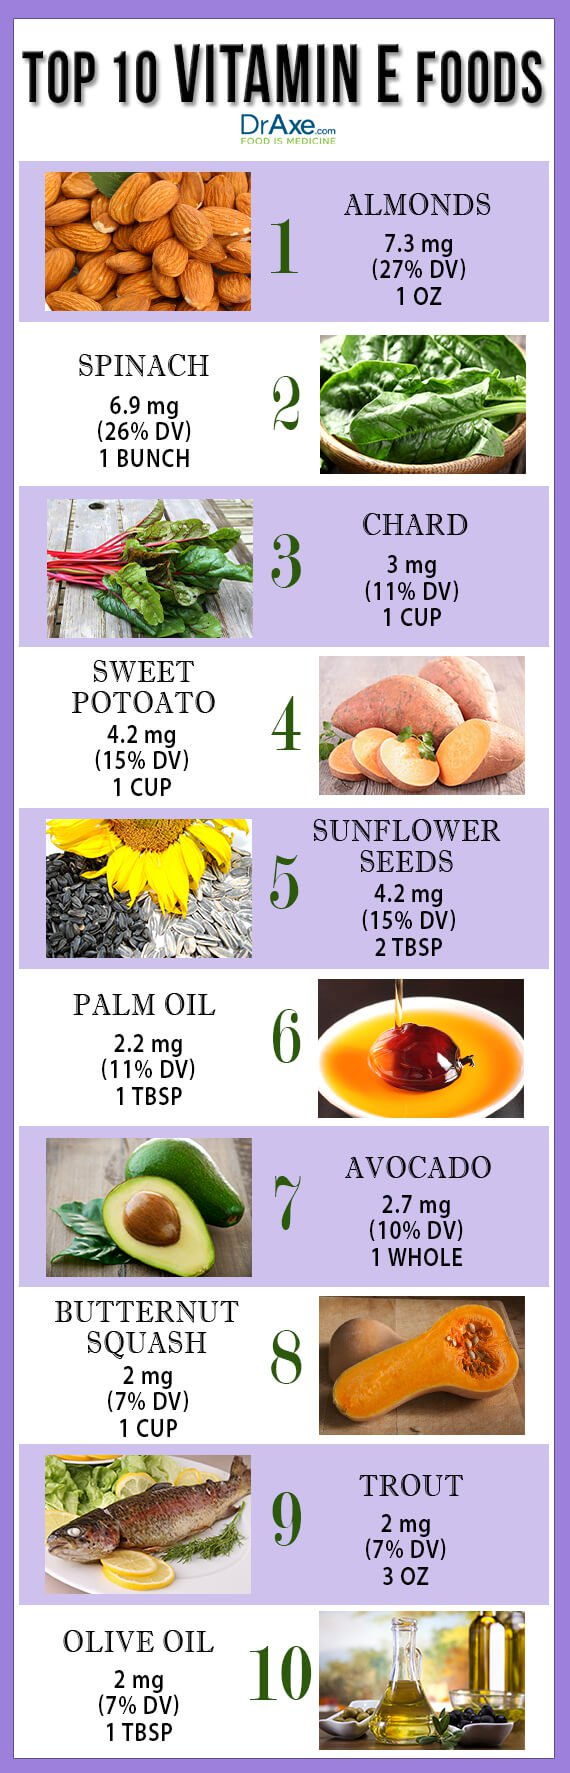 TOP 10 VITAMIN E FOODS
DrAxe.com
FOOD IS MEDICINE
1
ALMONDS
7.3 mg
(27% DV)
1 OZ
SPINACH
6.9 mg
(26% DV)
1 BUNCH
2
3
CHARD
3 mg
(11% DV)
1 CUP
SWEET
POTOATO
4.2 mg
(15% DV)
1 CUP
4
5
SUNFLOWER
SEEDS
4.2 mg
(15% DV)
2 TBSP
PALM OIL
2.2 mg
(11% DV)
1 TBSP
6
7
AVOCADO
2.7 mg
(10% DV)
1 WHOLE
BUTTERNUT
SQUASH
2 mg
(7% DV)
1 CUP
8
9
TROUT
2 mg
(7% DV)
3 OZ
OLIVE OIL
2 mg
(7% DV)
1 TBSP
10